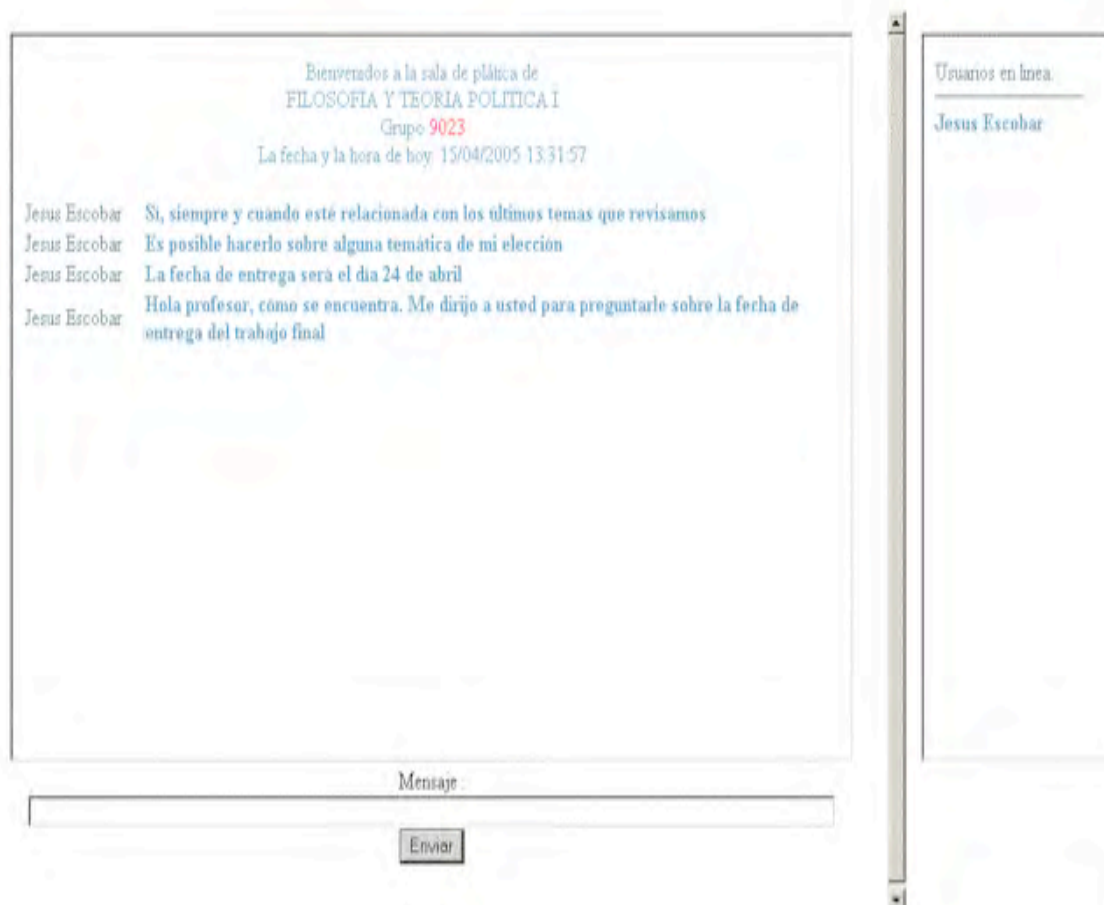 Bienvenidos a la sala de plática de
FILOSOFIA Y TEORIA POLITICA I
Grupo 9023
La fecha y la hora de hoy: 15/04/2005 13:31:57
Jesus Escobar Si, siempre y cuando esté relacionada con los últimos temas que revisamos
Jesus Escobar Es posible hacerlo sobre alguna temática de mi elección
Jesus Escobar La fecha de entrega será el día 24 de abril
Jesus Escobar Hola profesor, como se encuentra. Me dirijo a usted para preguntarle sobre la fecha de
entrega del trabajo final
Mensaje :
Enviar
Usuarios en linea:
Jesus Escobar